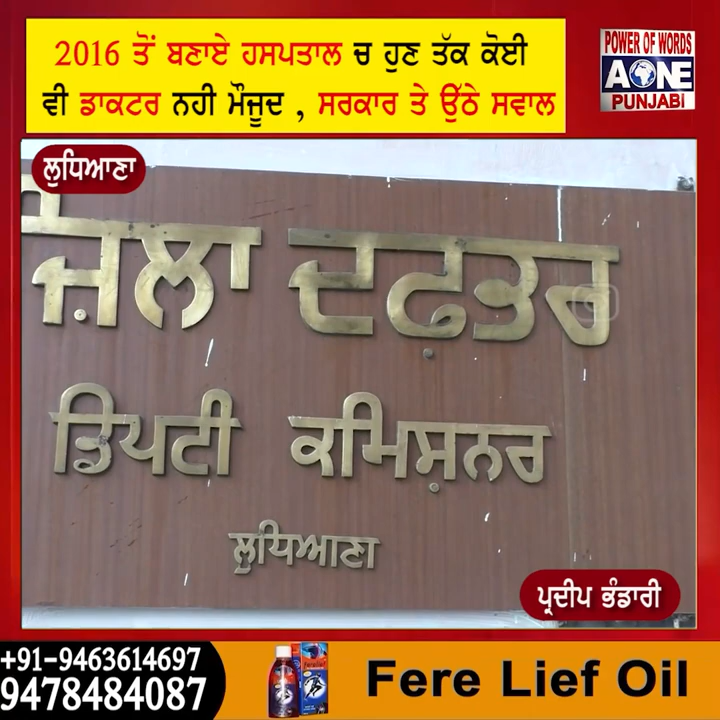 2016 ਤੋਂ ਬਣਾਏ ਹਸਪਤਾਲ ਚ ਹੁਣ ਤੱਕ ਕੋਈ
ਵੀ ਡਾਕਟਰ ਨਹੀ ਮੌਜੂਦ , ਸਰਕਾਰ ਤੇ ਉੱਠੇ ਸਵਾਲ
POWER OF WORDS
AONE
PUNJABI
ਲੁਧਿਆਣਾ
ਜ਼ਿਲਾ ਦਫ਼ਤਰ
ਡਿਪਟੀ ਕਮਿਸ਼ਨਰ
ਲੁਧਿਆਣਾ
ਪ੍ਰਦੀਪ ਭੰਡਾਰੀ
+91-9463614697
9478484087
Fere Lief Oil